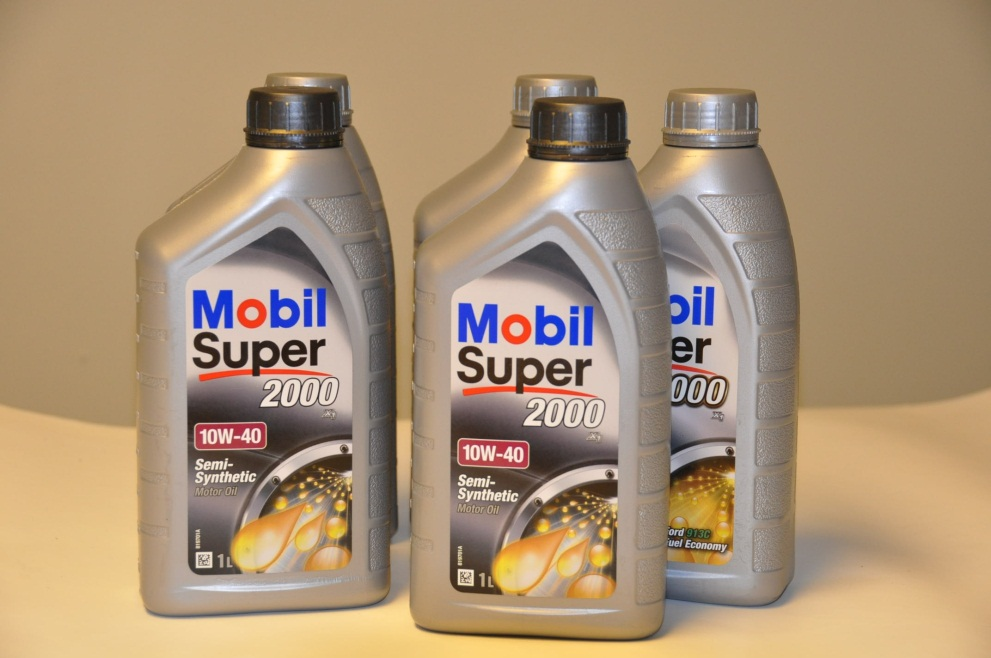 Mobil
Super
2000
10W-40
Semi-
Synthetic
Motor Oil
1L
Mobil
Super
2000
10W-40
Semi-
Synthetic
Motor Oil
1L
bil
er
000
ord 913C
uel Economy